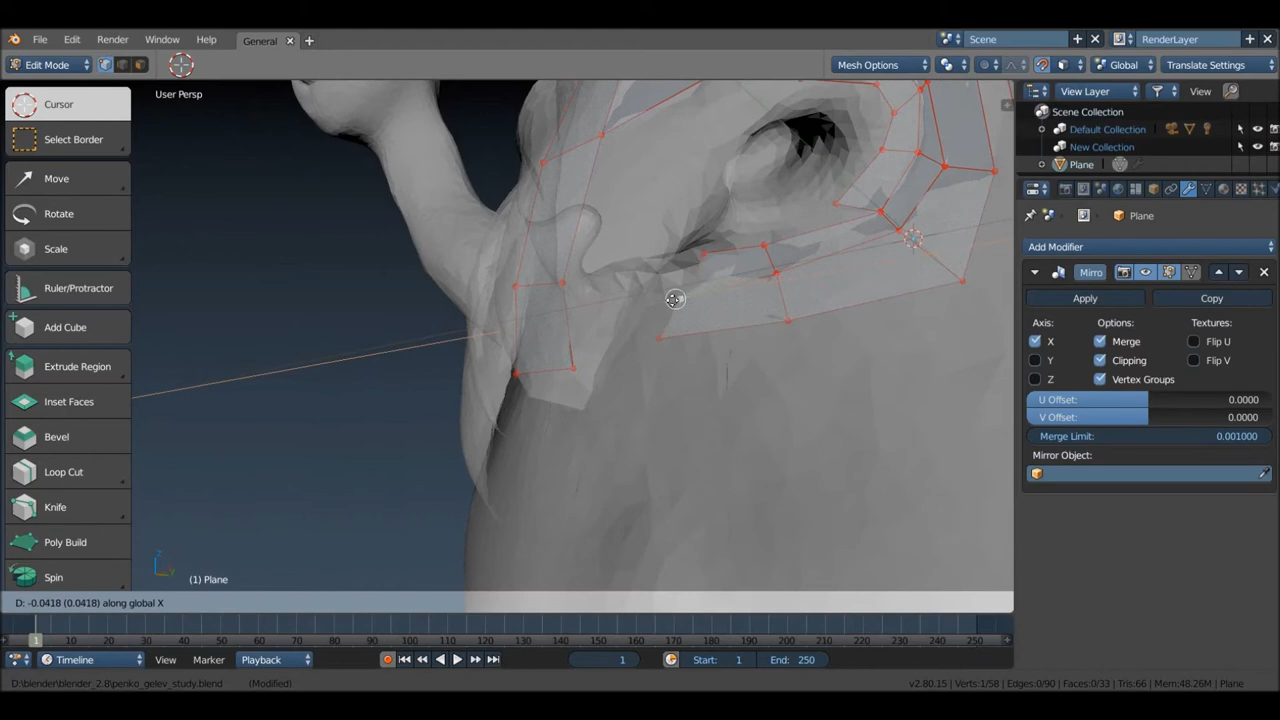 File Edit Render Window Help General Scene RenderLayer
Edit Mode Mesh Options Global Translate Settings
Cursor
Select Border
Move
Rotate
Scale
Ruler/Protractor
Add Cube
Extrude Region
Inset Faces
Bevel
Loop Cut
Knife
Poly Build
Spin
User Persp
(1) Plane
D: -0.0418 (0.0418) along global X
View Layer View
Scene Collection
Default Collection
New Collection
Plane
Plane
Add Modifier
Mirro
Apply Copy
Axis: Options: Textures:
X Merge Flip U
Y Clipping Flip V
Z Vertex Groups
U Offset: 0.0000
V Offset: 0.0000
Merge Limit: 0.001000
Mirror Object:
1 10 20 30 40 50 60 70 80 90 100 110 120 130 140 150 160 170 180 190 200 210 220 230 240 250
Timeline View Marker Playback 1 Start: 1 End: 250
D:\blender\blender_2.8\penko_gelev_study.blend (Modified) v2.80.15 | Verts:1/58 | Edges:0/90 | Faces:0/33 | Tris:66 | Mem:48.26M | Plane